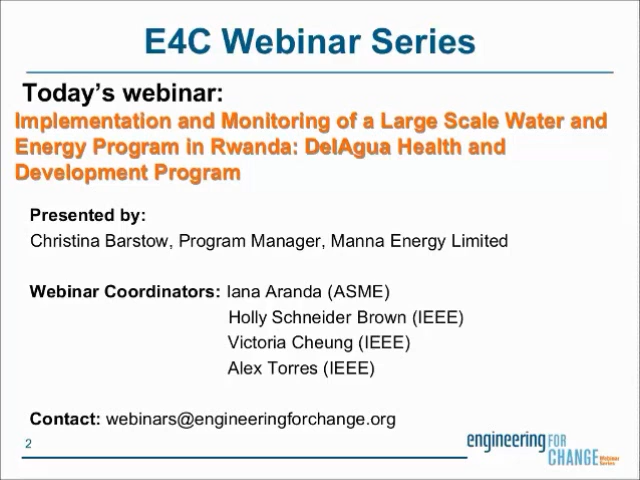 E4C Webinar Series
Today's webinar:
Implementation and Monitoring of a Large Scale Water and
Energy Program in Rwanda: DelAgua Health and
Development Program
Presented by:
Christina Barstow, Program Manager, Manna Energy Limited
Webinar Coordinators: Iana Aranda (ASME)
Holly Schneider Brown (IEEE)
Victoria Cheung (IEEE)
Alex Torres (IEEE)
Contact: webinars@engineeringforchange.org
2
engineering FOR
CHANGE Webinar
Series